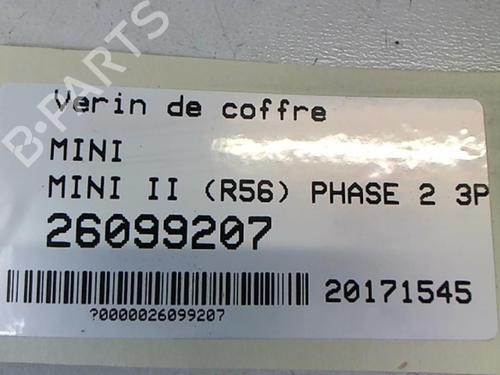 Verin de coffre
MINI
MINI II (R56) PHASE 2 3P
26099207
20171545
?0000026099207
B-PARTS